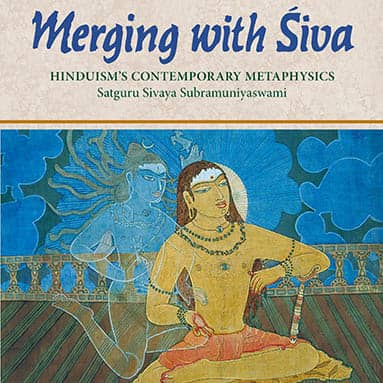 Merging with Śiva
HINDUISM'S CONTEMPORARY METAPHYSICS
Satguru Sivaya Subramuniyaswami